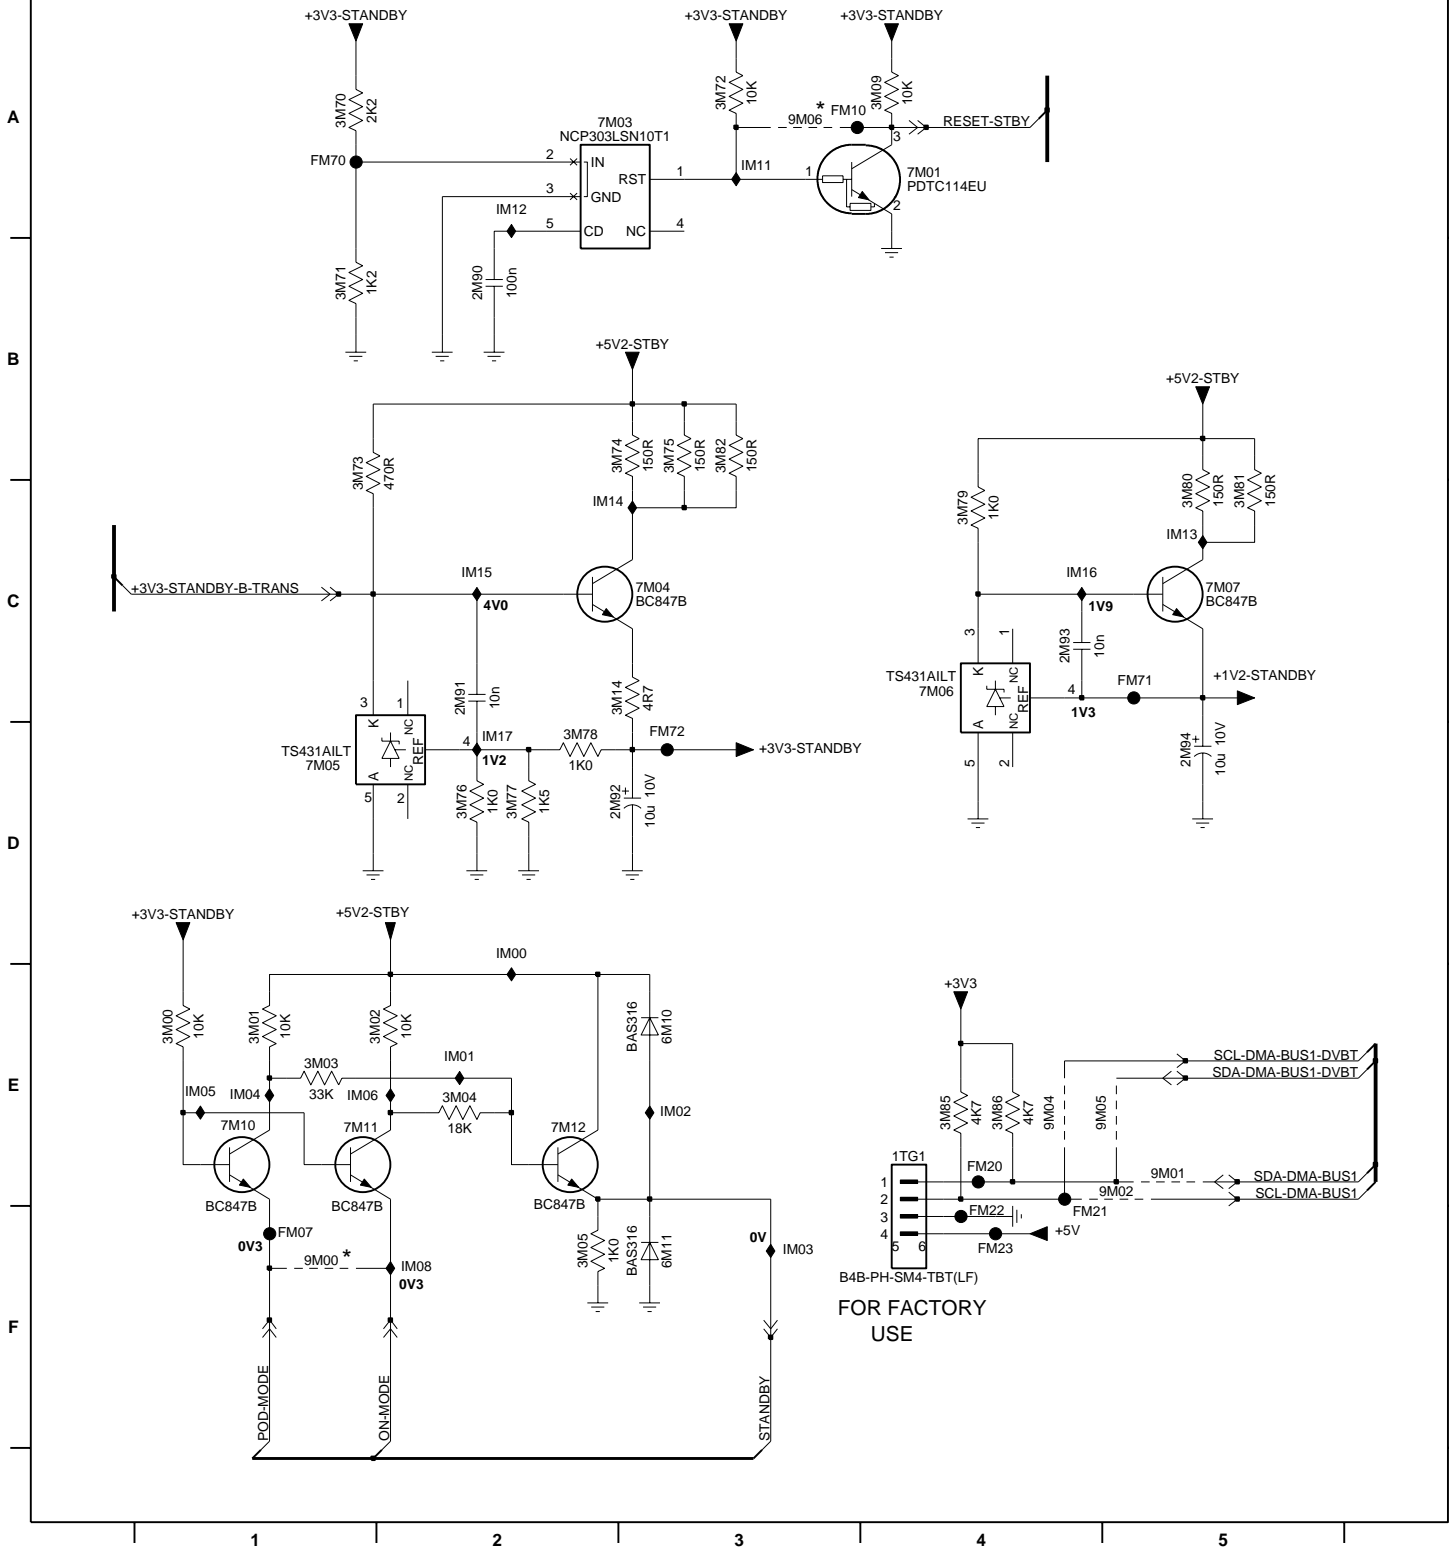 +3V3-STANDBY
+3V3-STANDBY
+3V3-STANDBY
A
3M70
2K2
FM70
7M03
NCP303LSN10T1
2
IN
3
GND
5
CD
RST
1
NC
4
IM12
3M72
10K
IM11
* 
9M06
FM10
3M09
10K
RESET-STBY
3
1
2
7M01
PDTC114EU
3M71
1K2
2M90
100n
B
+5V2-STBY
+5V2-STBY
3M73
470R
3M74
150R
3M75
150R
3M82
150R
IM14
3M79
1K0
3M80
150R
3M81
150R
IM13
C
+3V3-STANDBY-B-TRANS
IM15
4V0
7M04
BC847B
IM16
1V9
7M07
BC847B
2M91
10n
3M14
4R7
3
K
1
NC
TS431AILT
7M05
REF
A
NC
5
2
4
IM17
1V2
3M78
1K0
FM72
+3V3-STANDBY
3M76
1K0
3M77
1K5
2M92
+
10u 10V
3
K
1
NC
TS431AILT
7M06
REF
A
NC
5
2
2M93
10n
4
1V3
FM71
+1V2-STANDBY
2M94
+
10u 10V
D
+3V3-STANDBY
+5V2-STBY
IM00
3M00
10K
3M01
10K
3M02
10K
BAS316
6M10
+3V3
E
3M03
33K
IM01
IM05
IM04
IM06
3M04
18K
IM02
7M10
BC847B
7M11
BC847B
7M12
BC847B
3M85
4K7
3M86
4K7
9M04
9M05
SCL-DMA-BUS1-DVBT
SDA-DMA-BUS1-DVBT
1TG1
1
2
3
4
5
6
FM20
9M01
SDA-DMA-BUS1
9M02
SCL-DMA-BUS1
FM21
FM22
FM23
+5V
B4B-PH-SM4-TBT(LF)
FOR FACTORY
USE
FM07
0V3
9M00
*
IM08
0V3
3M05
1K0
BAS316
6M11
0V
IM03
F
POD-MODE
ON-MODE
STANDBY
1
2
3
4
5